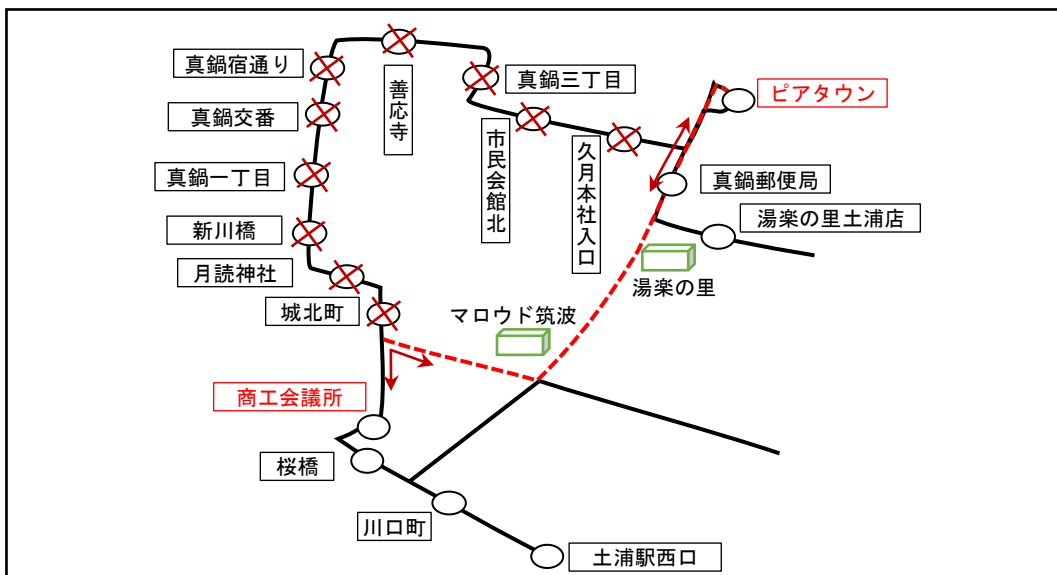 真鍋宿通り
善応寺
真鍋三丁目
ピアタウン
真鍋交番
市民会館北
久月本社入口
真鍋一丁目
真鍋郵便局
新川橋
湯楽の里土浦店
月読神社
湯楽の里
城北町
マロウド筑波
商工会議所
桜橋
川口町
土浦駅西口